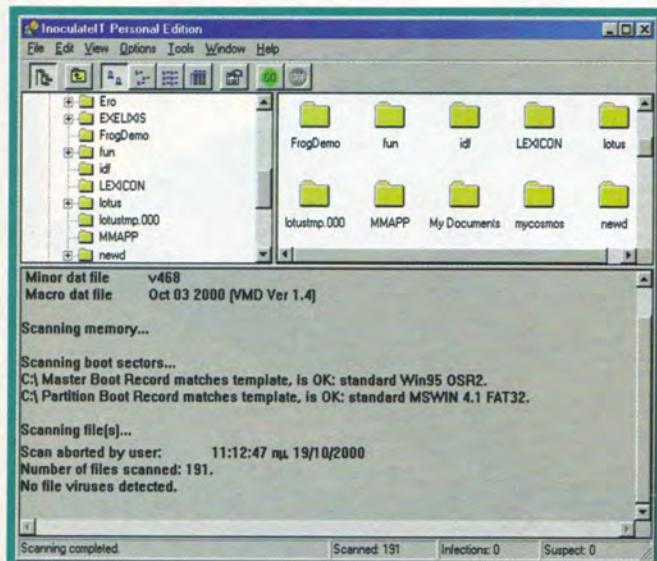 InoculateIT Personal Edition
File Edit View Options Tools Window Help
GO
Ero
EXELIXIS
FrogDemo
fun
idf
LEXICON
lotus
lotustmp.000
MMAPP
newd
FrogDemo fun idf LEXICON lotus
lotustmp.000 MMAPP My Documents mycosmos newd
Minor dat file v468
Macro dat file Oct 03 2000 (VMD Ver 1.4)
Scanning memory...
Scanning boot sectors...
C:\ Master Boot Record matches template, is OK: standard Win95 OSR2.
C:\ Partition Boot Record matches template, is OK: standard MSWIN 4.1 FAT32.
Scanning file(s)...
Scan aborted by user: 11:12:47 πμ 19/10/2000
Number of files scanned: 191.
No file viruses detected.
Scanning completed. Scanned: 191 Infections: 0 Suspect: 0